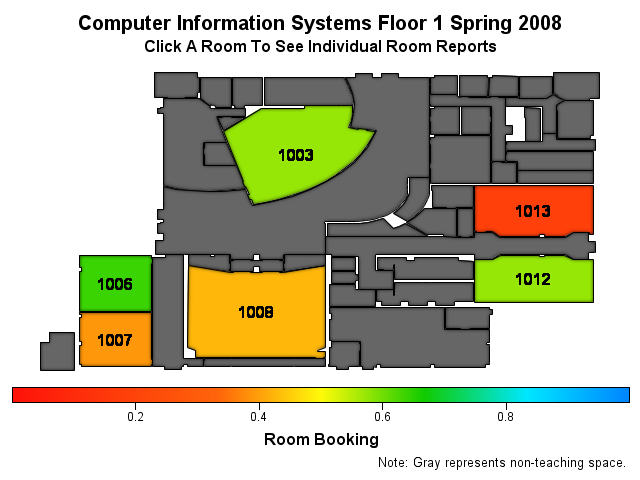 Computer Information Systems Floor 1 Spring 2008
Click A Room To See Individual Room Reports
1003
1013
1006
1012
1008
1007
0.2 0.4 0.6 0.8
Room Booking
Note: Gray represents non-teaching space.